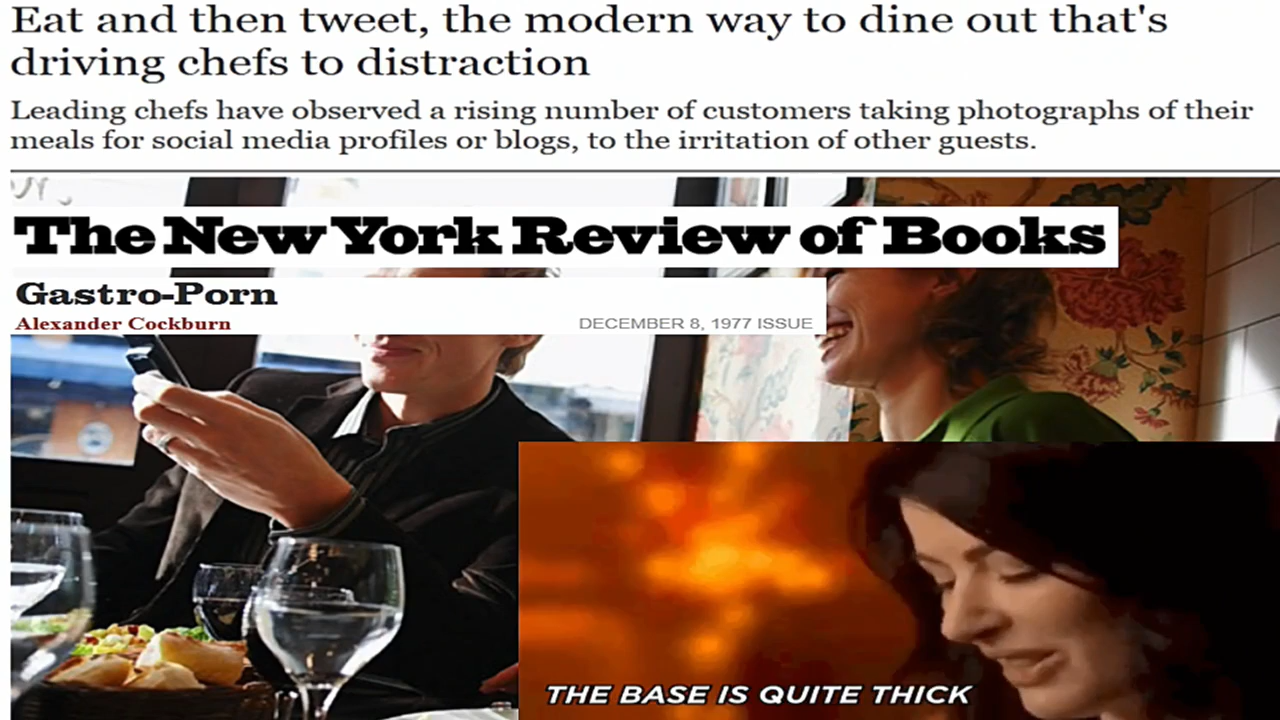 Eat and then tweet, the modern way to dine out that's
driving chefs to distraction
Leading chefs have observed a rising number of customers taking photographs of their
meals for social media profiles or blogs, to the irritation of other guests.
The New York Review of Books
Gastro-Porn
Alexander Cockburn
DECEMBER 8, 1977 ISSUE
THE BASE IS QUITE THICK